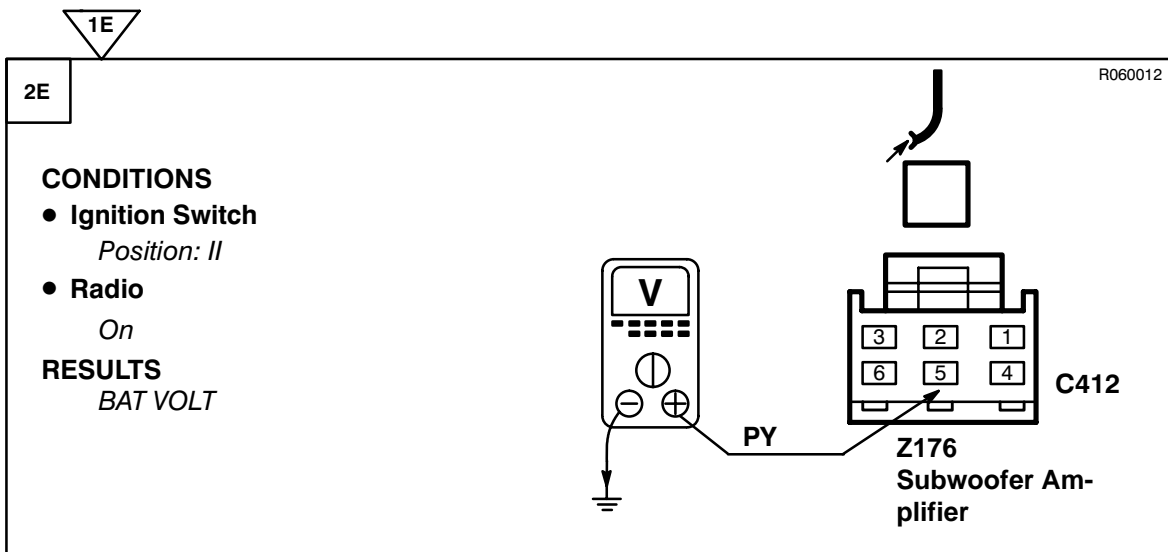 1E
2E
R060012
CONDITIONS
● Ignition Switch
Position: II
● Radio
On
RESULTS
BAT VOLT
V
PY
3 2 1
6 5 4
C412
Z176
Subwoofer Am-
plifier